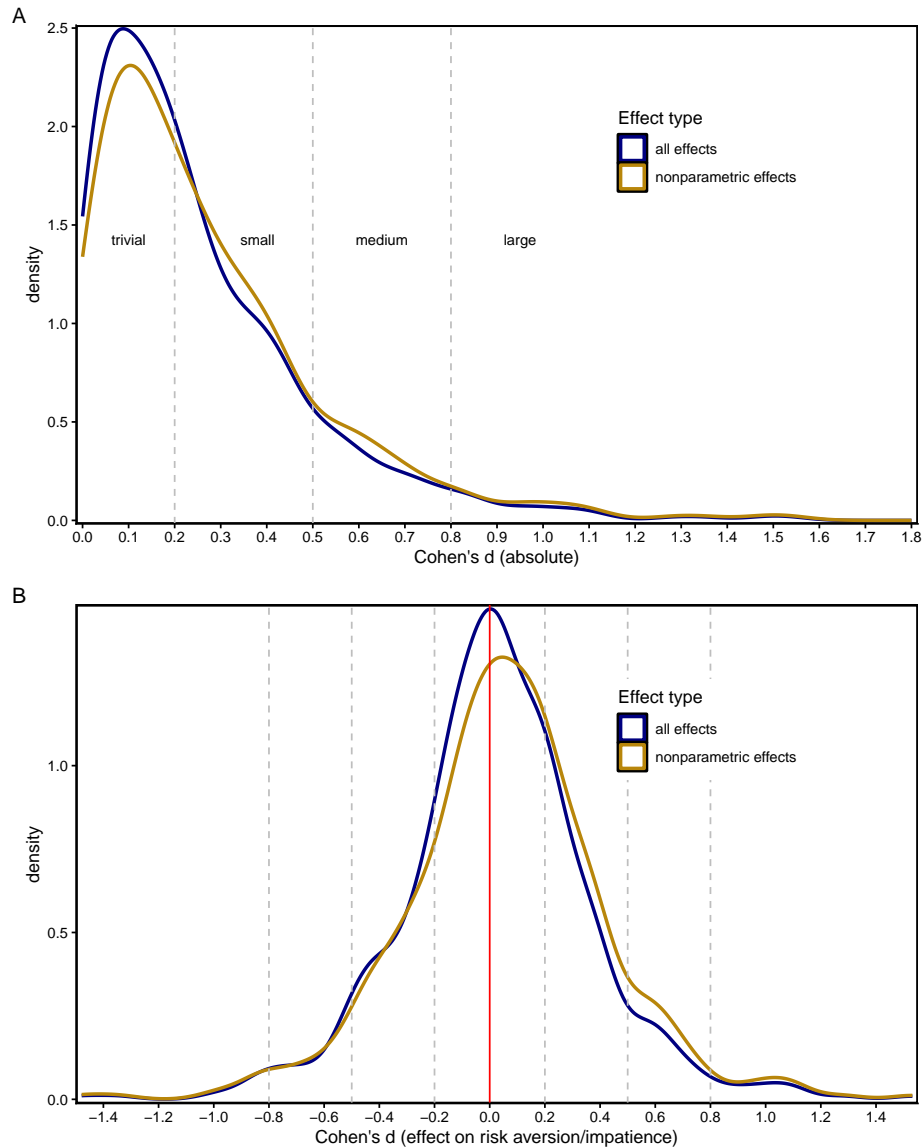 A
2.5
2.0
1.5
1.0
0.5
0.0
density
trivial
small
medium
large
Effect type
all effects
nonparametric effects
0.0 0.1 0.2 0.3 0.4 0.5 0.6 0.7 0.8 0.9 1.0 1.1 1.2 1.3 1.4 1.5 1.6 1.7 1.8
Cohen's d (absolute)
B
1.0
0.5
0.0
density
Effect type
all effects
nonparametric effects
−1.4 −1.2 −1.0 −0.8 −0.6 −0.4 −0.2 0.0 0.2 0.4 0.6 0.8 1.0 1.2 1.4
Cohen's d (effect on risk aversion/impatience)